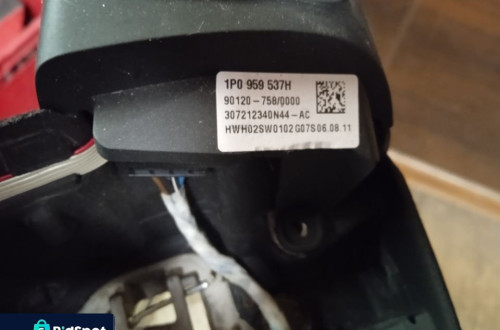 1P0 959 537H
90120-758/0000
307212340N44-AC
HWH02SW0102G07S06.08.11
BidSpot